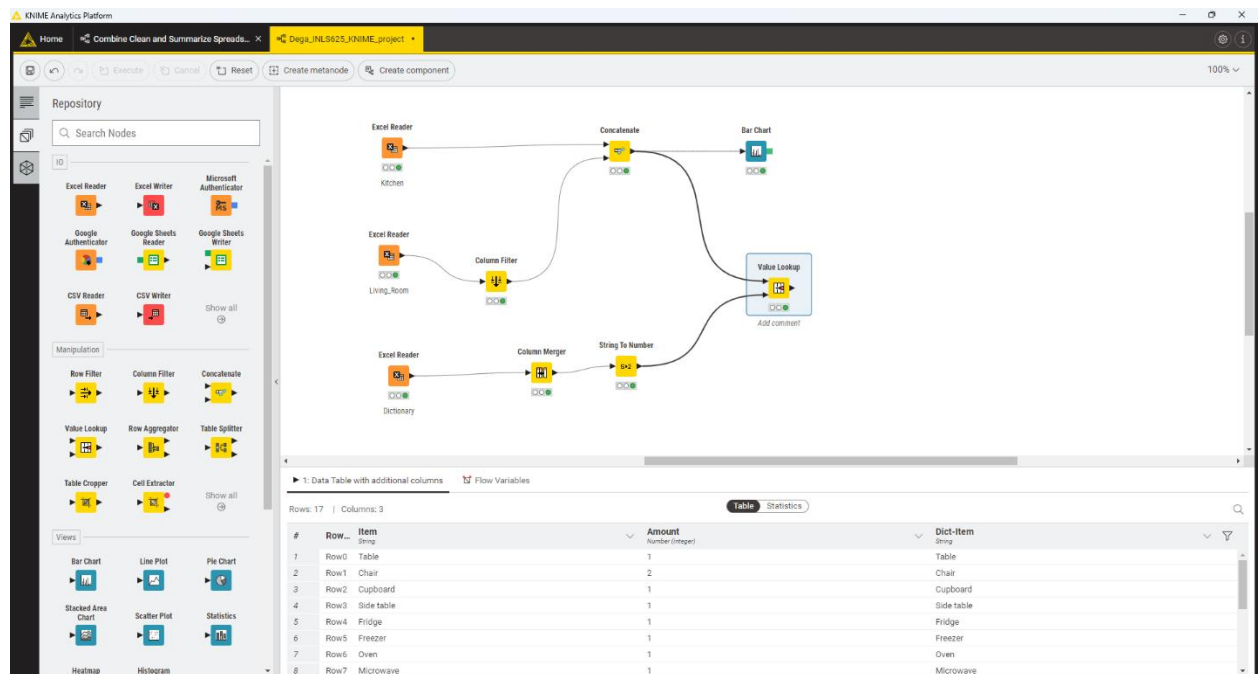 KNIME Analytics Platform
Home
Combine Clean and Summarize Spreads...
Dega_INLS625_KNIME_project
Execute
Cancel
Reset
Create metanode
Create component
100%
Repository
Search Nodes
IO
Excel Reader
Excel Writer
Microsoft Authenticator
Google Authenticator
Google Sheets Reader
Google Sheets Writer
CSV Reader
CSV Writer
Show all
Manipulation
Row Filter
Column Filter
Concatenate
Value Lookup
Row Aggregator
Table Splitter
Table Cropper
Cell Extractor
Show all
Views
Bar Chart
Line Plot
Pie Chart
Stacked Area Chart
Scatter Plot
Statistics
Heatmap
Histogram
Excel Reader
Kitchen
Concatenate
Bar Chart
Excel Reader
Living_Room
Column Filter
Value Lookup
Add comment
Excel Reader
Dictionary
Column Merger
String To Number
S+2
1: Data Table with additional columns
Flow Variables
Rows: 17 | Columns: 3
Table
Statistics
# Row... Item Amount Dict-Item
String Number (Integer) String
1 Row0 Table 1 Table
2 Row1 Chair 2 Chair
3 Row2 Cupboard 1 Cupboard
4 Row3 Side table 1 Side table
5 Row4 Fridge 1 Fridge
6 Row5 Freezer 1 Freezer
7 Row6 Oven 1 Oven
8 Row7 Microwave 1 Microwave